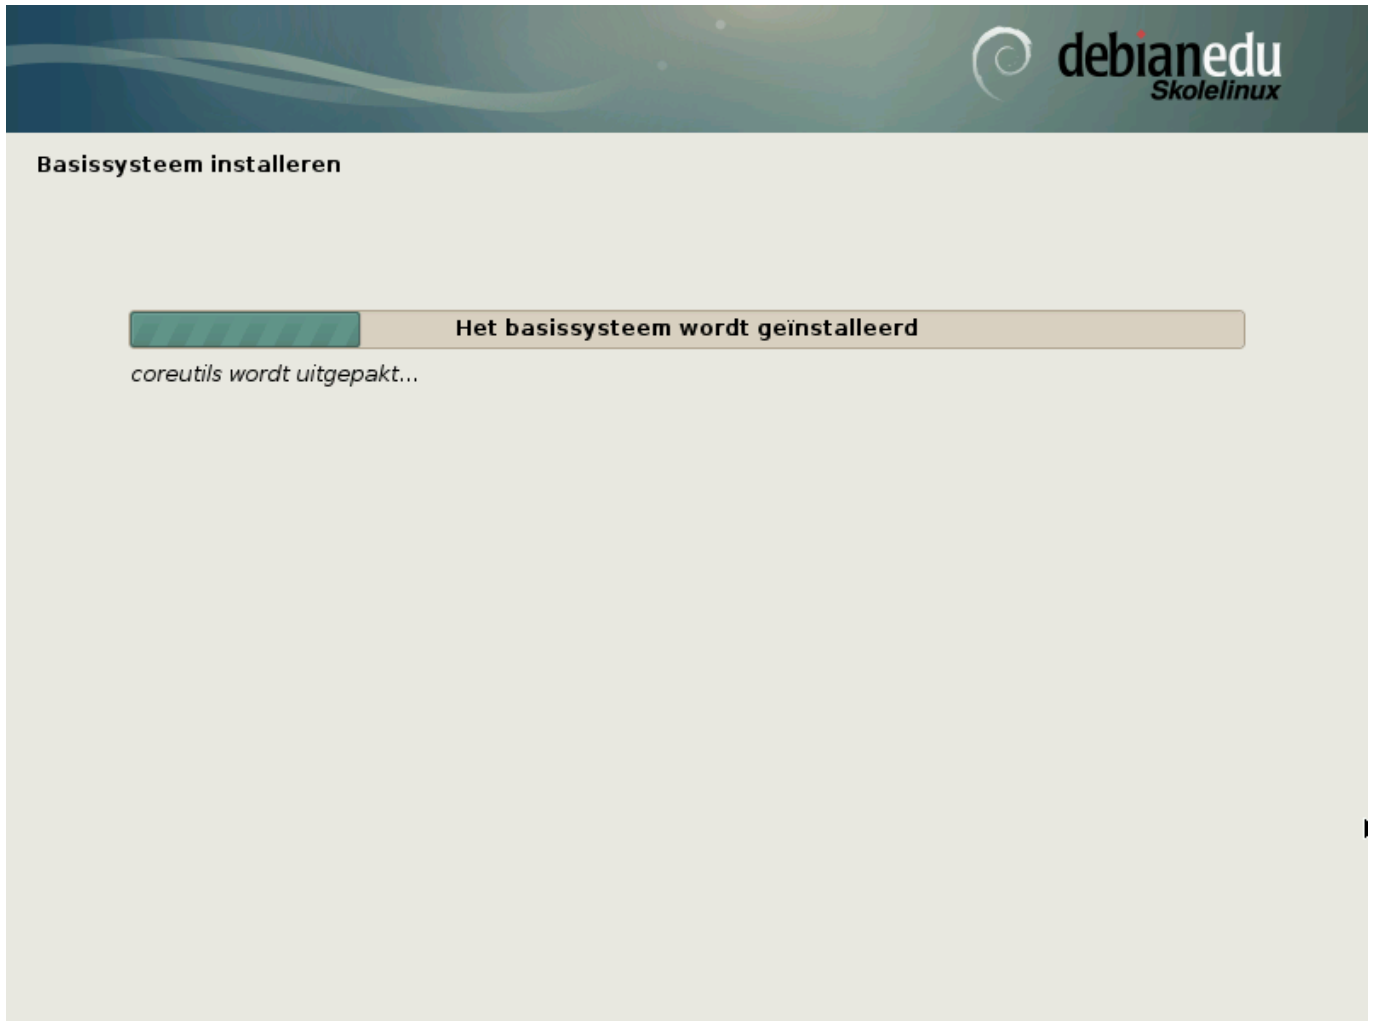 debianedu
Skolelinux
Basissysteem installeren
Het basissysteem wordt geïnstalleerd
coreutils wordt uitgepakt...